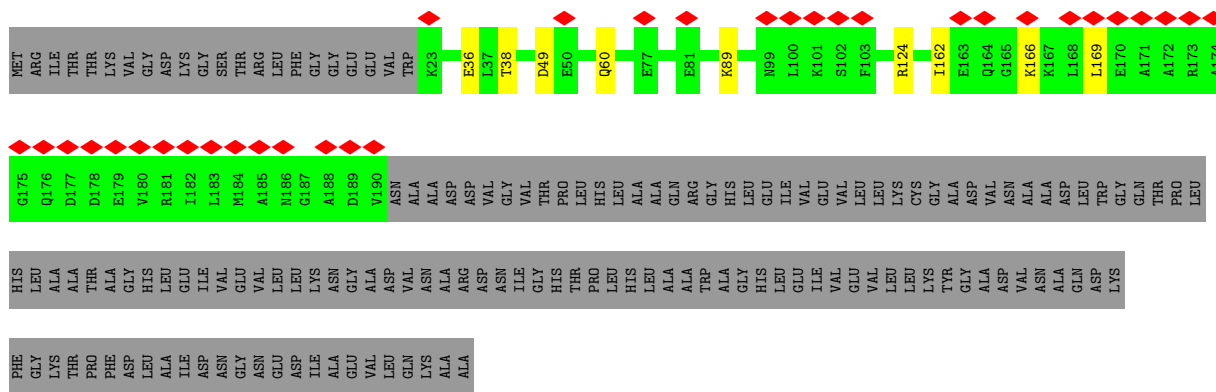 MET ARG ILE THR THR LYS VAL GLY ASP LYS GLY SER THR ARG LEU PHE GLY GLY GLU GLU VAL TRP K23 E36 L37 T38 D49 E50 Q60 E77 E81 K89 N99 L100 K101 S102 F103 R124 I162 E163 Q164 G165 K166 K167 L168 L169 E170 A171 A172 R173 A174
G175 Q176 D177 D178 E179 V180 R181 I182 L183 M184 A185 N186 G187 A188 D189 V190 ASN ALA ALA ASP ASP VAL GLY VAL THR PRO LEU HIS LEU ALA ALA GLN ARG GLY HIS LEU GLU ILE VAL GLU VAL LEU LEU LYS CYS GLY ALA ASP VAL ASN ALA ALA ASP LEU TRP GLY GLN THR PRO LEU
HIS LEU ALA ALA THR ALA GLY HIS LEU GLU ILE VAL GLU VAL LEU LEU LYS ASN GLY ALA ASP VAL ASN ALA ARG ASP ASN ILE GLY HIS THR PRO LEU HIS LEU ALA ALA TRP ALA GLY HIS LEU GLU ILE VAL GLU VAL LEU LEU LYS TYR GLY ALA ASP VAL ASN ALA GLN ASP LYS
PHE GLY LYS THR PRO PHE ASP LEU ALA ILE ASP ASN GLY ASN GLU ASP ILE ALA GLU VAL LEU GLN LYS ALA ALA